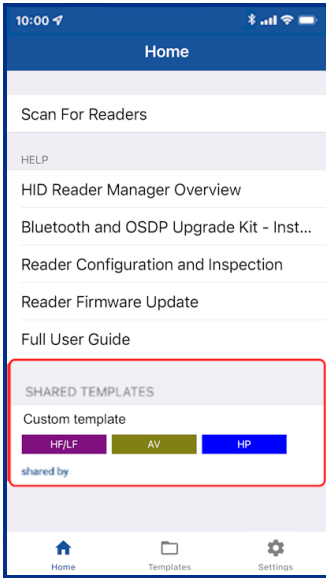 10:00
Home
Scan For Readers
HELP
HID Reader Manager Overview
Bluetooth and OSDP Upgrade Kit - Inst...
Reader Configuration and Inspection
Reader Firmware Update
Full User Guide
SHARED TEMPLATES
Custom template
HF/LF AV HP
shared by
Home Templates Settings